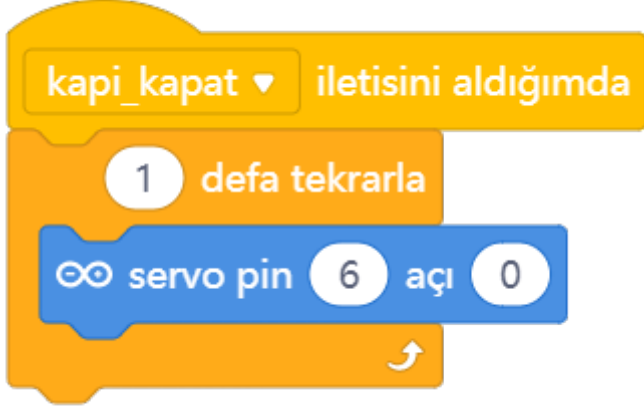 kapi_kapat iletisini aldığımda
1 defa tekrarla
servo pin 6 açı 0